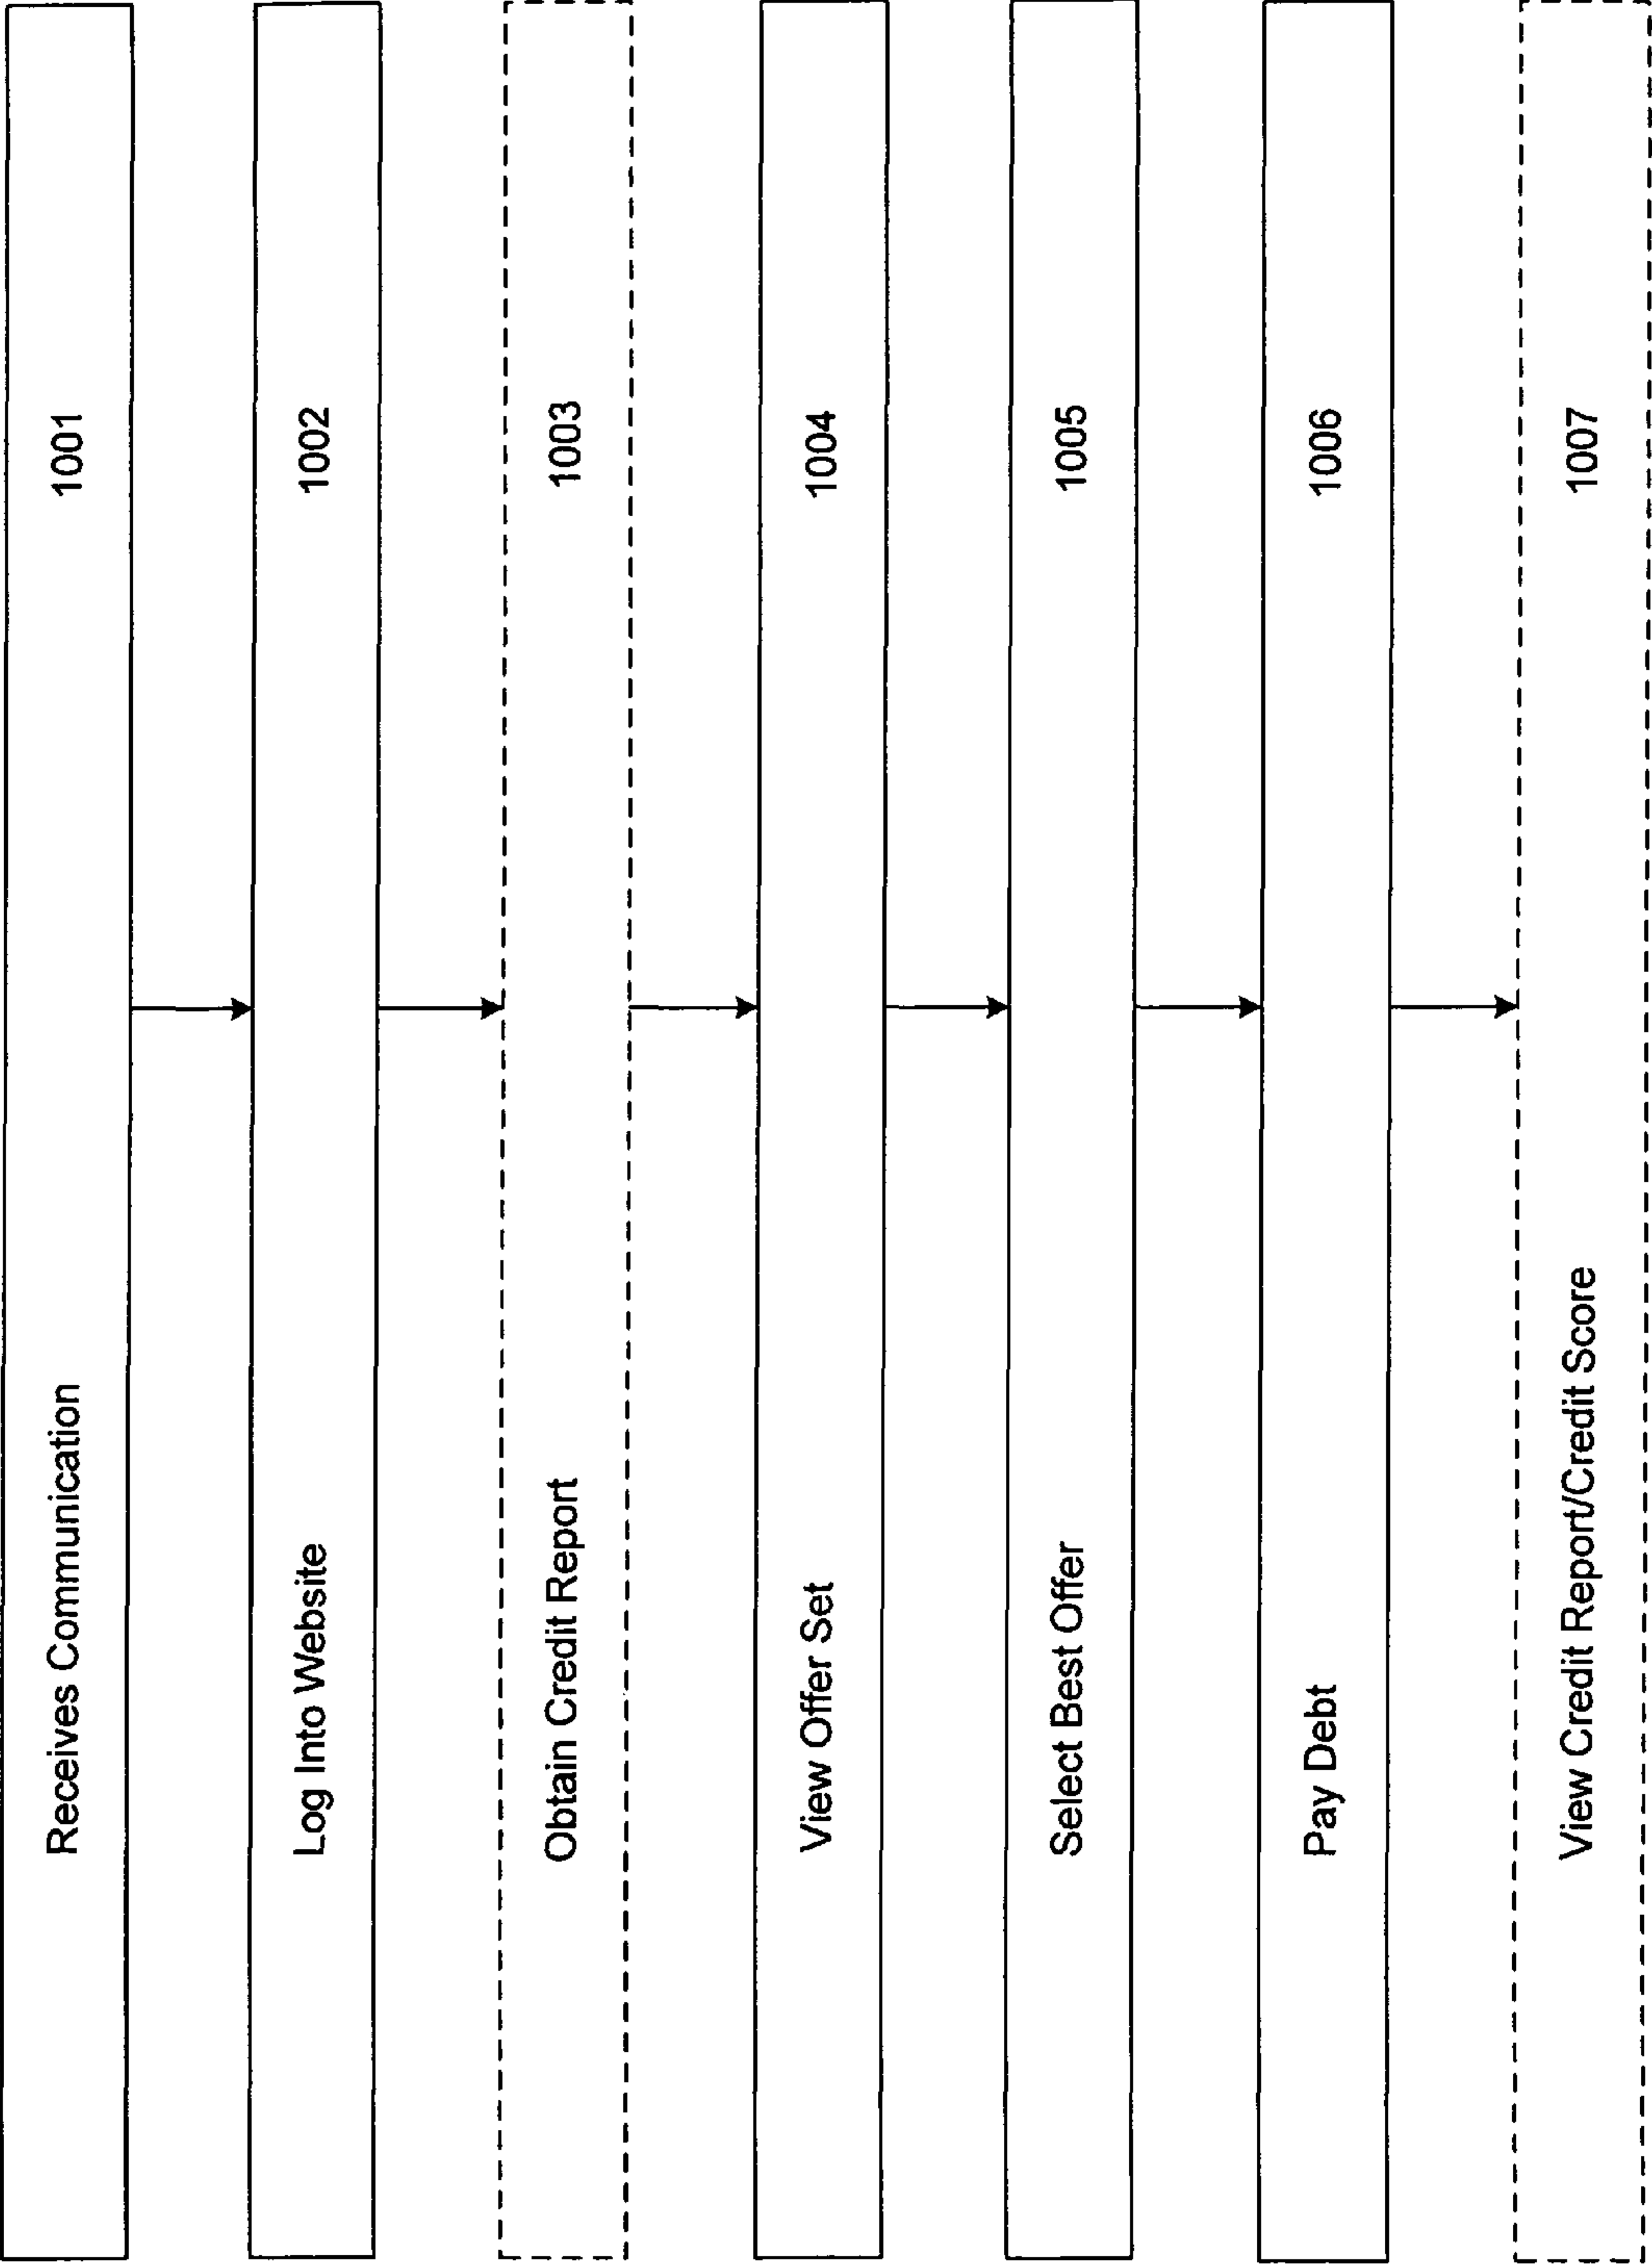 Receives Communication 1001
Log Into Website 1002
Obtain Credit Report 1003
View Offer Set 1004
Select Best Offer 1005
Pay Debt 1006
View Credit Report/Credit Score 1007